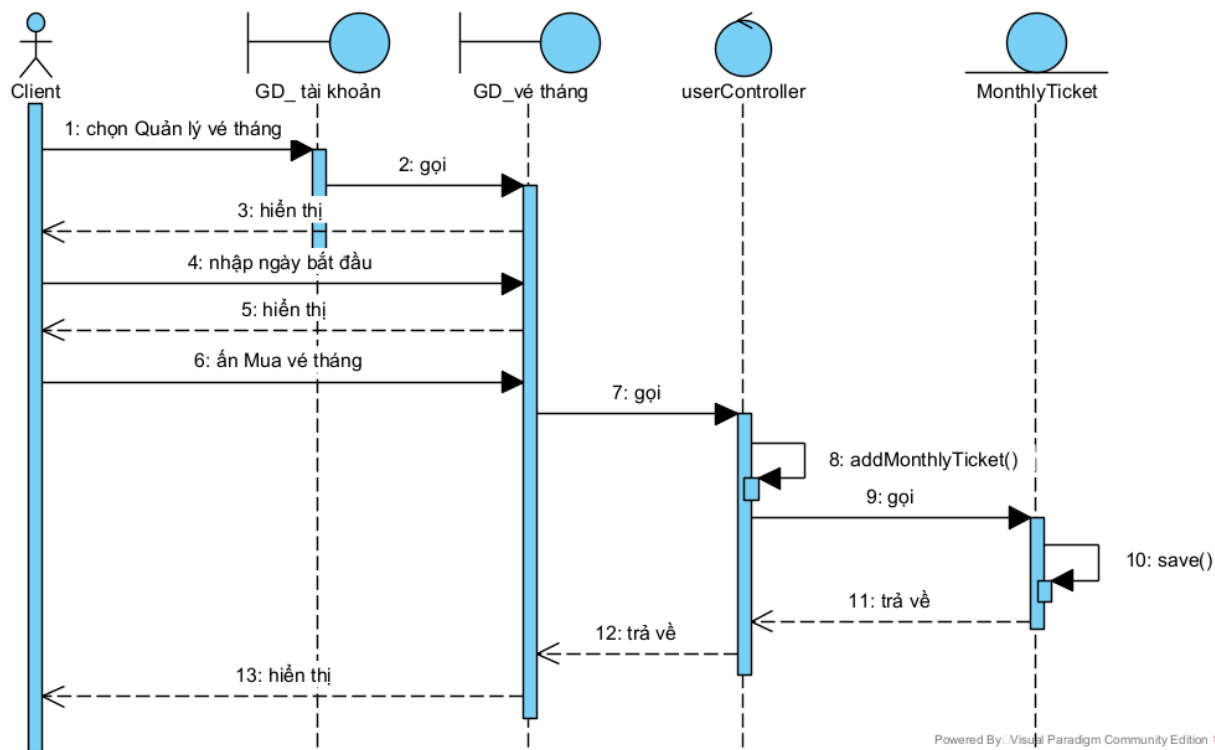 Client
GD_ tài khoản
GD_vé tháng
userController
MonthlyTicket
1: chọn Quản lý vé tháng
2: gọi
3: hiển thị
4: nhập ngày bắt đầu
5: hiển thị
6: ấn Mua vé tháng
7: gọi
8: addMonthlyTicket()
9: gọi
10: save()
11: trả về
12: trả về
13: hiển thị
Powered By Visual Paradigm Community Edition